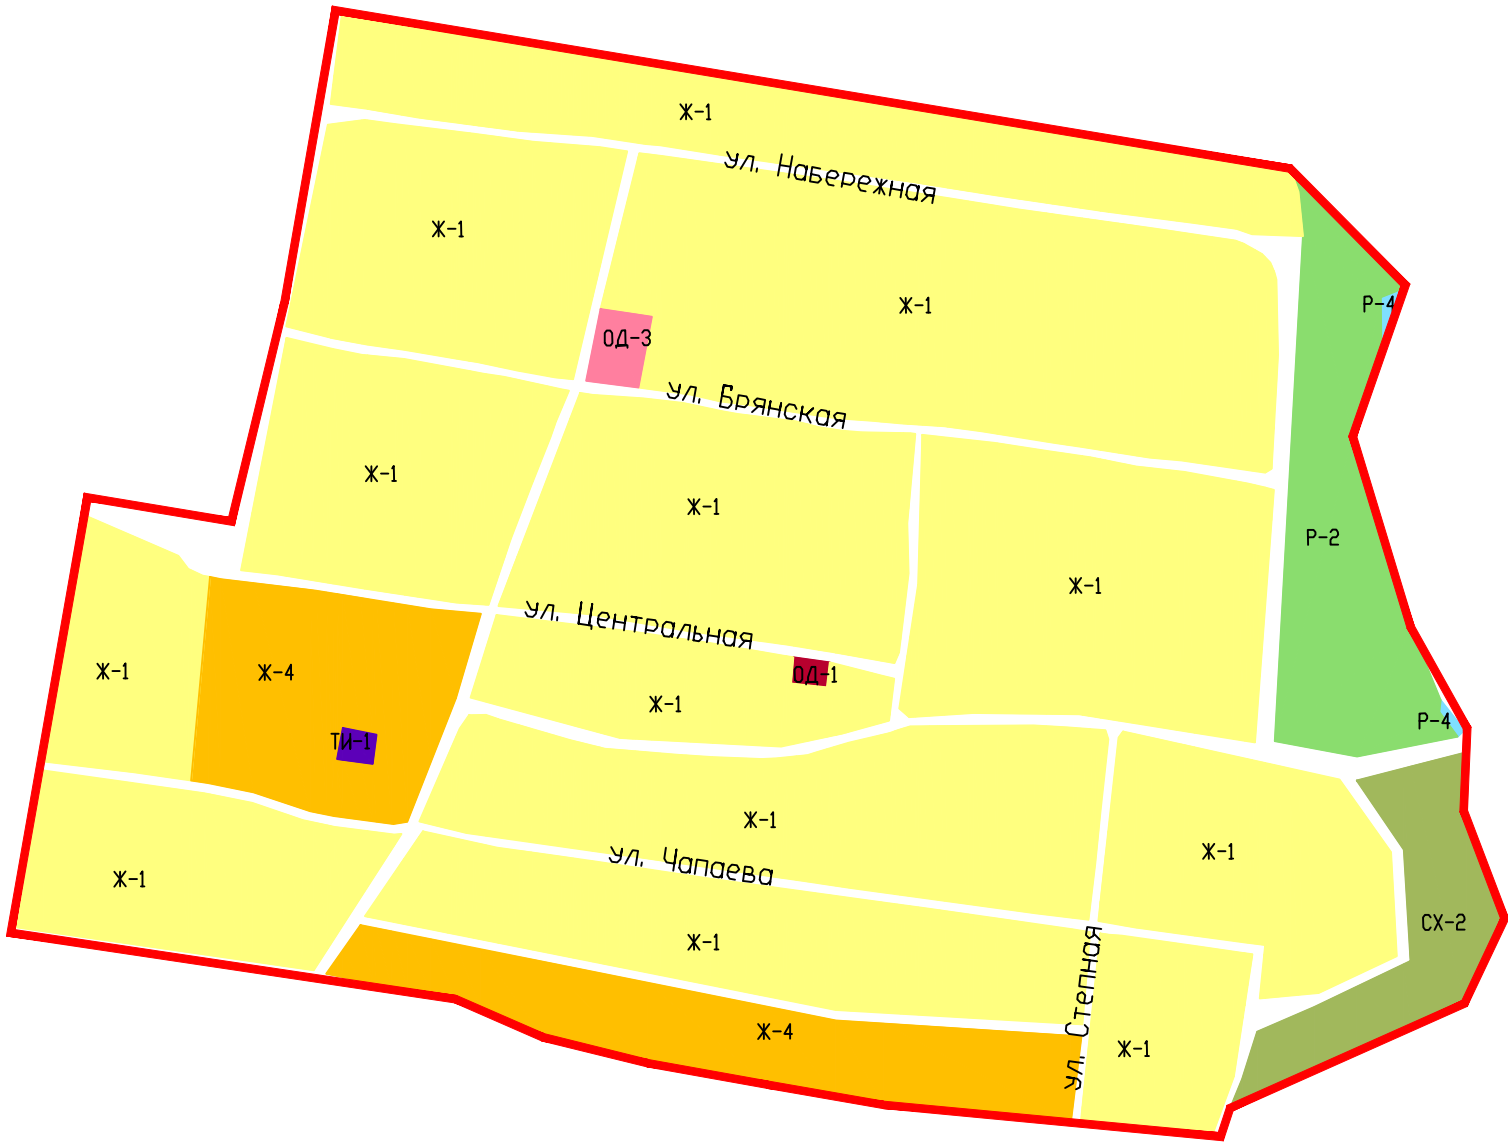 Ж-1
ул. Набережная
Ж-1
Р-4
Ж-1
ОД-3
ул. Брянская
Ж-1
Ж-1
Р-2
Ж-1
ул. Центральная
Ж-1
Ж-4
ОД-1
Ж-1
Р-4
ТИ-1
Ж-1
Ж-1
ул. Чапаева
Ж-1
СХ-2
Ж-1
ул. Степная
Ж-4
Ж-1